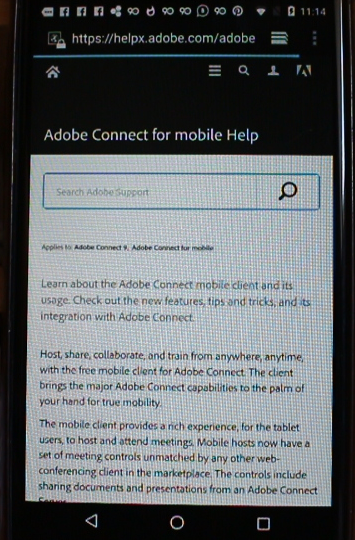 11:14
https://helpx.adobe.com/adobe
Adobe Connect for mobile Help
Search Adobe Support
Applies to: Adobe Connect 9, Adobe Connect for mobile
Learn about the Adobe Connect mobile client and its
usage. Check out the new features, tips and tricks, and its
integration with Adobe Connect.
Host, share, collaborate, and train from anywhere, anytime,
with the free mobile client for Adobe Connect. The client
brings the major Adobe Connect capabilities to the palm of
your hand for true mobility.
The mobile client provides a rich experience, for the tablet
users, to host and attend meetings. Mobile hosts now have a
set of meeting controls unmatched by any other web-
conferencing client in the marketplace. The controls include
sharing documents and presentations from an Adobe Connect